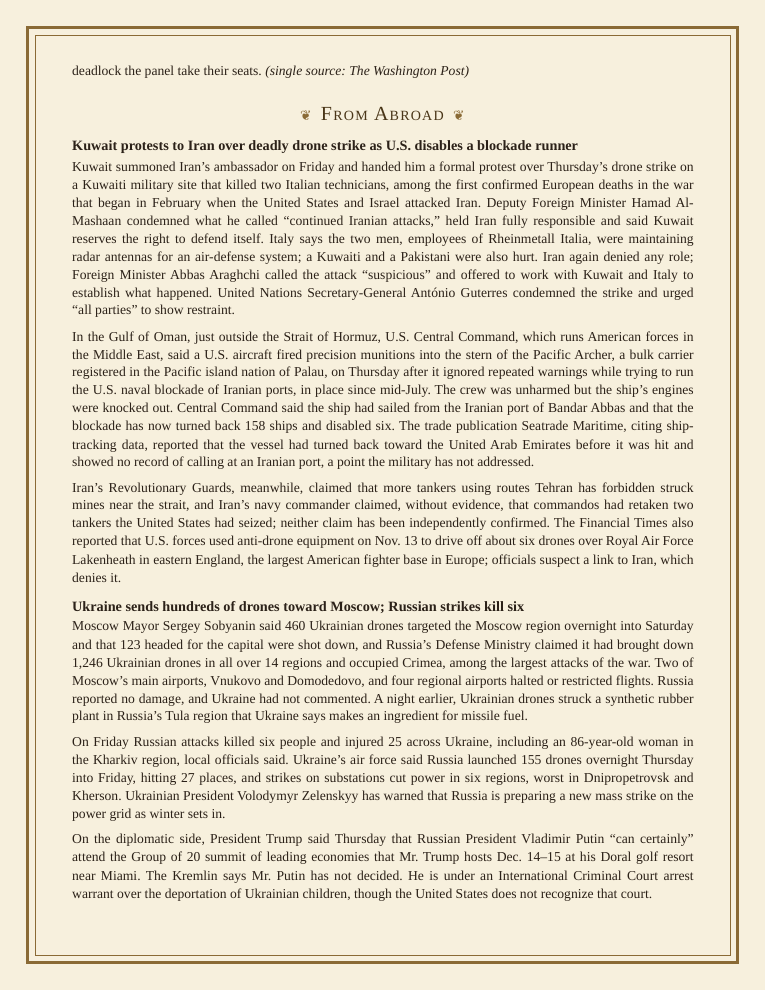 deadlock the panel take their seats. (single source: The Washington Post)
❦ From Abroad ❦
Kuwait protests to Iran over deadly drone strike as U.S. disables a blockade runner
Kuwait summoned Iran’s ambassador on Friday and handed him a formal protest over Thursday’s drone strike on
a Kuwaiti military site that killed two Italian technicians, among the first confirmed European deaths in the war
that began in February when the United States and Israel attacked Iran. Deputy Foreign Minister Hamad Al-
Mashaan condemned what he called “continued Iranian attacks,” held Iran fully responsible and said Kuwait
reserves the right to defend itself. Italy says the two men, employees of Rheinmetall Italia, were maintaining
radar antennas for an air-defense system; a Kuwaiti and a Pakistani were also hurt. Iran again denied any role;
Foreign Minister Abbas Araghchi called the attack “suspicious” and offered to work with Kuwait and Italy to
establish what happened. United Nations Secretary-General António Guterres condemned the strike and urged
“all parties” to show restraint.
In the Gulf of Oman, just outside the Strait of Hormuz, U.S. Central Command, which runs American forces in
the Middle East, said a U.S. aircraft fired precision munitions into the stern of the Pacific Archer, a bulk carrier
registered in the Pacific island nation of Palau, on Thursday after it ignored repeated warnings while trying to run
the U.S. naval blockade of Iranian ports, in place since mid-July. The crew was unharmed but the ship’s engines
were knocked out. Central Command said the ship had sailed from the Iranian port of Bandar Abbas and that the
blockade has now turned back 158 ships and disabled six. The trade publication Seatrade Maritime, citing ship-
tracking data, reported that the vessel had turned back toward the United Arab Emirates before it was hit and
showed no record of calling at an Iranian port, a point the military has not addressed.
Iran’s Revolutionary Guards, meanwhile, claimed that more tankers using routes Tehran has forbidden struck
mines near the strait, and Iran’s navy commander claimed, without evidence, that commandos had retaken two
tankers the United States had seized; neither claim has been independently confirmed. The Financial Times also
reported that U.S. forces used anti-drone equipment on Nov. 13 to drive off about six drones over Royal Air Force
Lakenheath in eastern England, the largest American fighter base in Europe; officials suspect a link to Iran, which
denies it.
Ukraine sends hundreds of drones toward Moscow; Russian strikes kill six
Moscow Mayor Sergey Sobyanin said 460 Ukrainian drones targeted the Moscow region overnight into Saturday
and that 123 headed for the capital were shot down, and Russia’s Defense Ministry claimed it had brought down
1,246 Ukrainian drones in all over 14 regions and occupied Crimea, among the largest attacks of the war. Two of
Moscow’s main airports, Vnukovo and Domodedovo, and four regional airports halted or restricted flights. Russia
reported no damage, and Ukraine had not commented. A night earlier, Ukrainian drones struck a synthetic rubber
plant in Russia’s Tula region that Ukraine says makes an ingredient for missile fuel.
On Friday Russian attacks killed six people and injured 25 across Ukraine, including an 86-year-old woman in
the Kharkiv region, local officials said. Ukraine’s air force said Russia launched 155 drones overnight Thursday
into Friday, hitting 27 places, and strikes on substations cut power in six regions, worst in Dnipropetrovsk and
Kherson. Ukrainian President Volodymyr Zelenskyy has warned that Russia is preparing a new mass strike on the
power grid as winter sets in.
On the diplomatic side, President Trump said Thursday that Russian President Vladimir Putin “can certainly”
attend the Group of 20 summit of leading economies that Mr. Trump hosts Dec. 14–15 at his Doral golf resort
near Miami. The Kremlin says Mr. Putin has not decided. He is under an International Criminal Court arrest
warrant over the deportation of Ukrainian children, though the United States does not recognize that court.